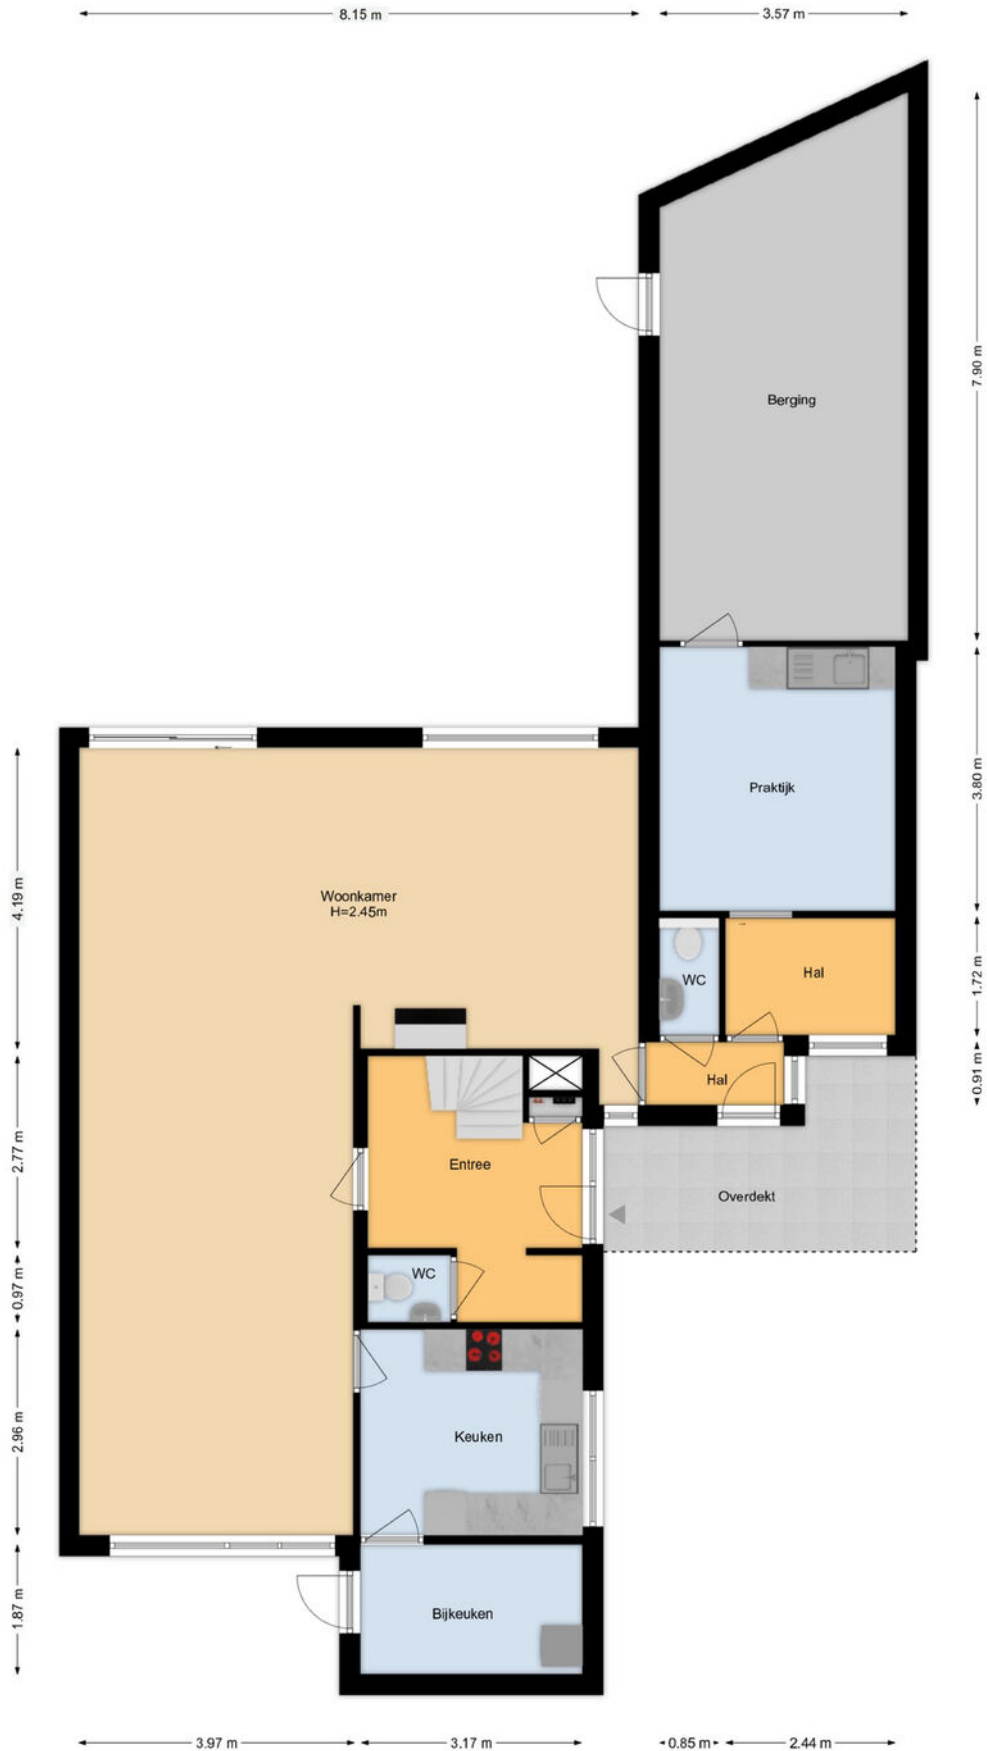 8.15 m
3.57 m
7.90 m
Berging
3.80 m
Praktijk
4.19 m
Woonkamer
H=2.45m
WC
Hal
1.72 m
Hal
0.91 m
2.77 m
Entree
Overdekt
0.97 m
WC
2.96 m
Keuken
1.87 m
Bijkeuken
3.97 m
3.17 m
0.85 m
2.44 m